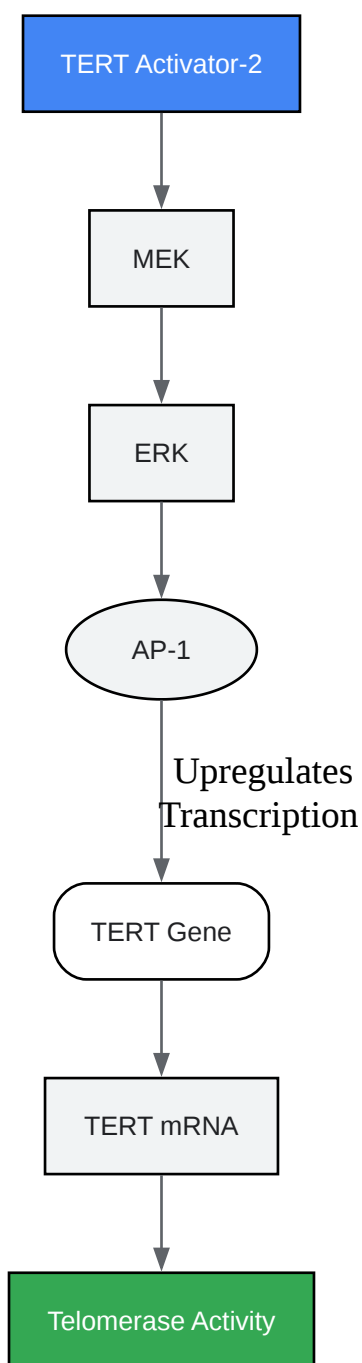 TERT Activator-2
MEK
ERK
AP-1
Upregulates
Transcription
TERT Gene
TERT mRNA
Telomerase Activity